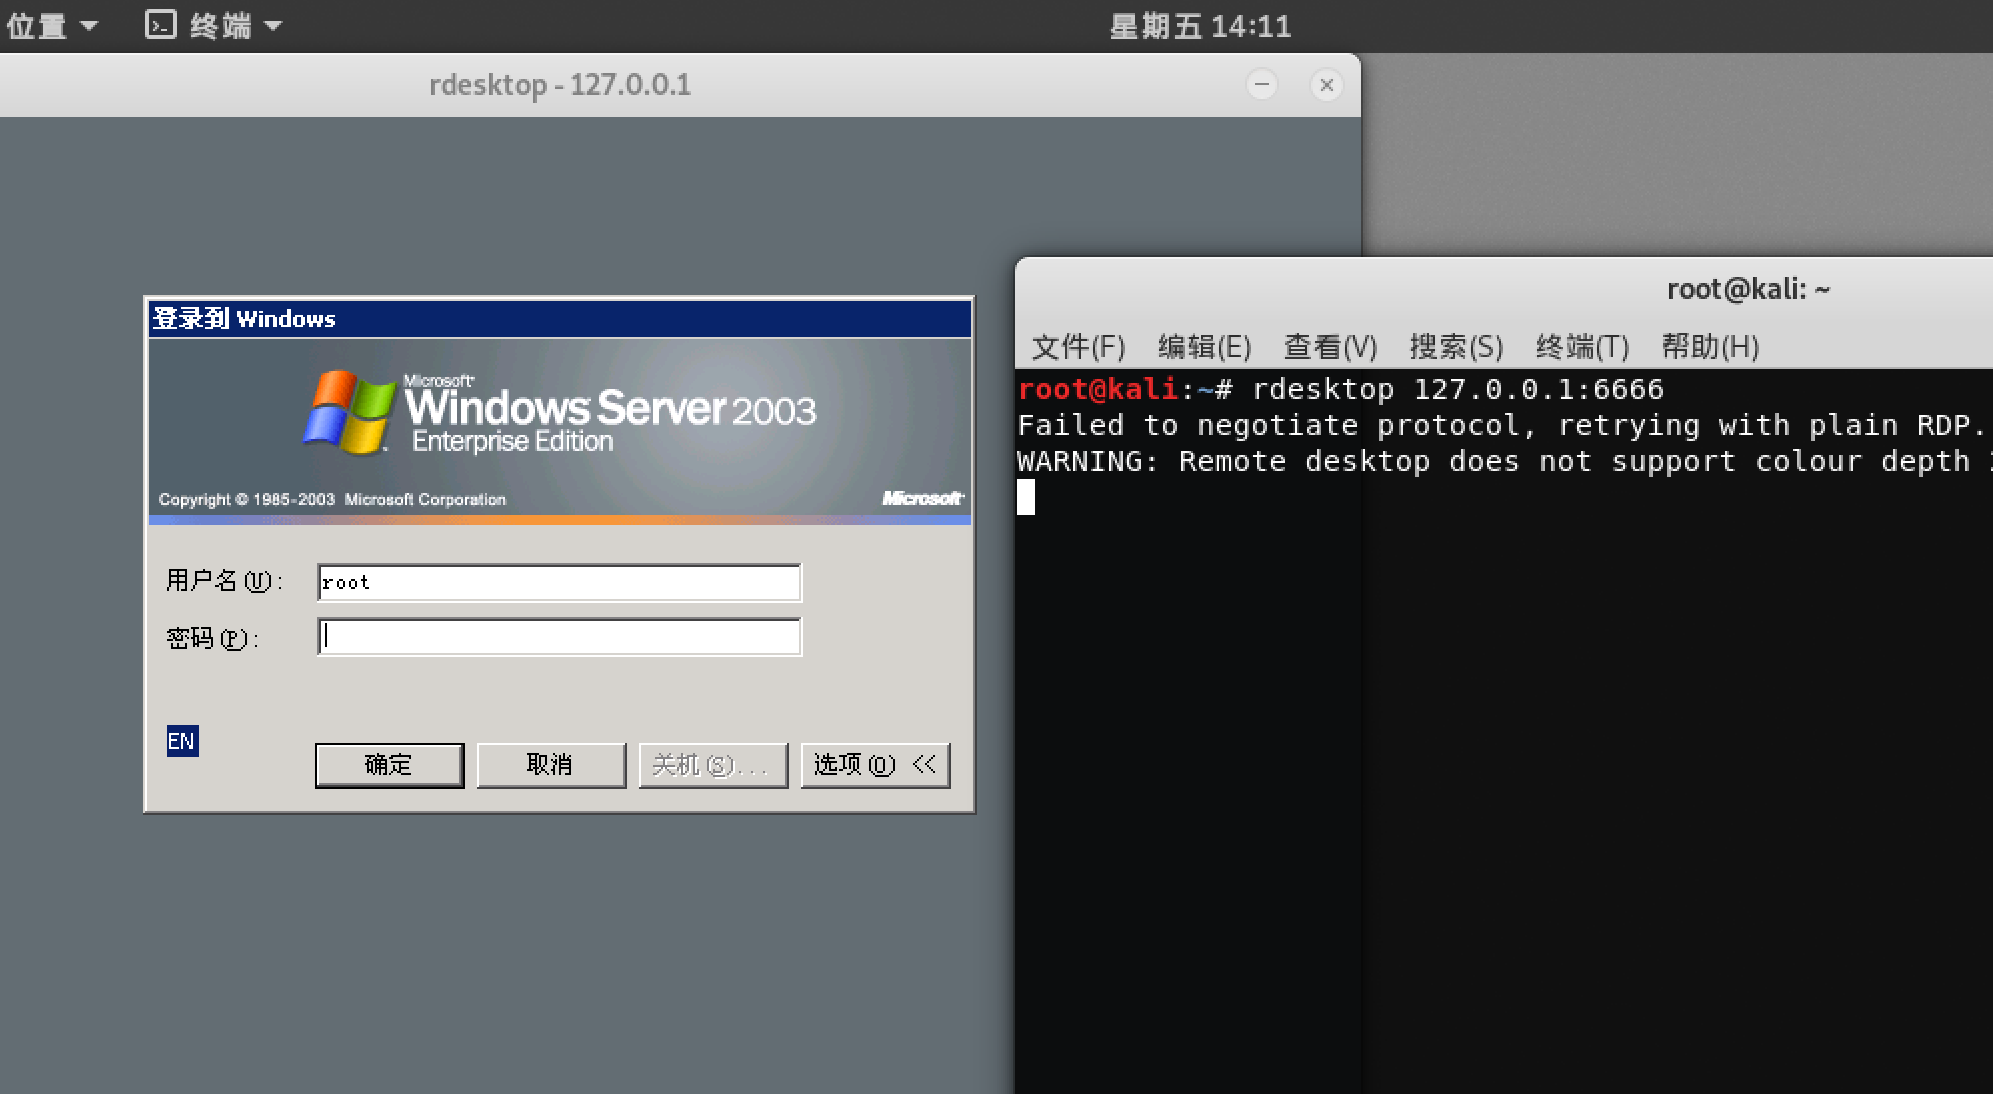 位置 终端 星期五 14:11
rdesktop - 127.0.0.1
登录到 Windows
Microsoft
Windows Server 2003
Enterprise Edition
Copyright © 1985-2003 Microsoft Corporation Microsoft
用户名(U): root
密码(P):
EN
确定 取消 关机(S)... 选项(O) <<
root@kali: ~
文件(F) 编辑(E) 查看(V) 搜索(S) 终端(T) 帮助(H)
root@kali:~# rdesktop 127.0.0.1:6666
Failed to negotiate protocol, retrying with plain RDP.
WARNING: Remote desktop does not support colour depth